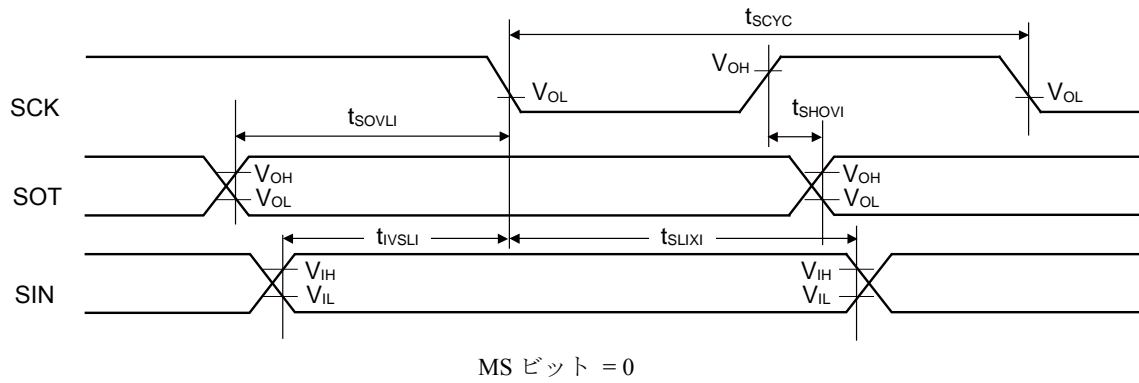 tSCYC
VOH
VOL
VOL
SCK
tSOVLI
tSHOVI
SOT
VOH
VOL
VOH
VOL
tIVSLI
tSLIXI
SIN
VIH
VIL
VIH
VIL
MS ビット = 0